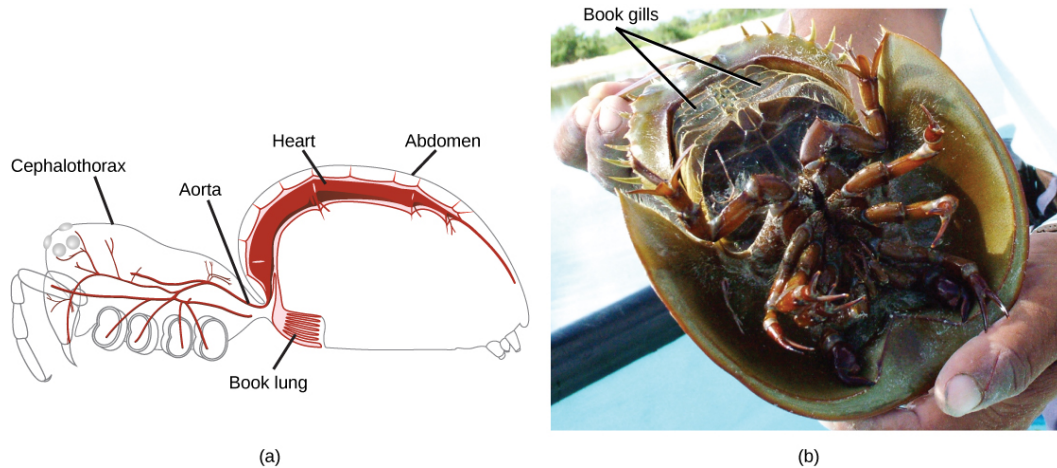 Book gills
Heart
Abdomen
Cephalothorax
Aorta
Book lung
(a)
(b)